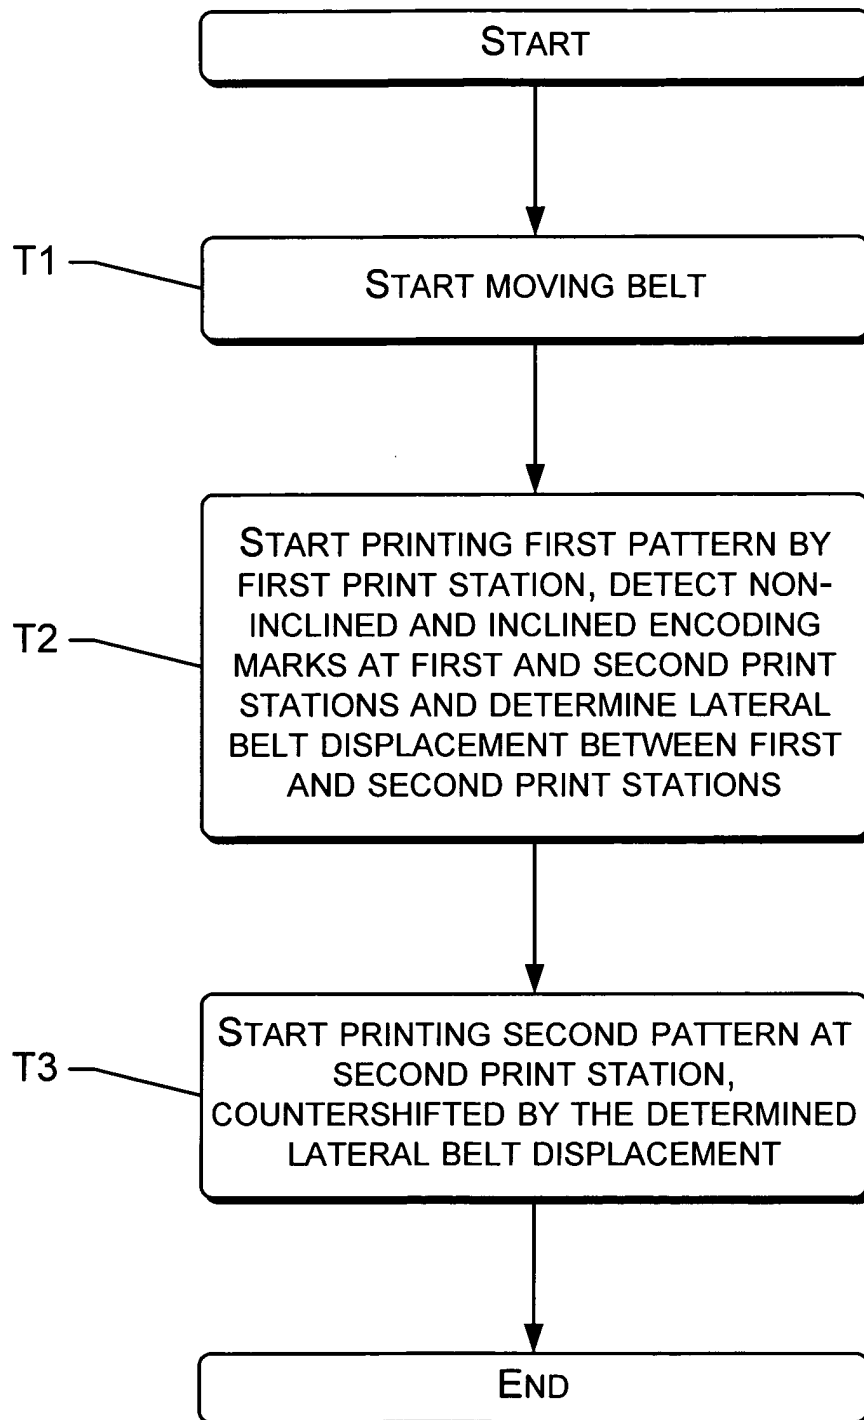 START
T1
START MOVING BELT
T2
START PRINTING FIRST PATTERN BY
FIRST PRINT STATION, DETECT NON-
INCLINED AND INCLINED ENCODING
MARKS AT FIRST AND SECOND PRINT
STATIONS AND DETERMINE LATERAL
BELT DISPLACEMENT BETWEEN FIRST
AND SECOND PRINT STATIONS
T3
START PRINTING SECOND PATTERN AT
SECOND PRINT STATION,
COUNTERSHIFTED BY THE DETERMINED
LATERAL BELT DISPLACEMENT
END